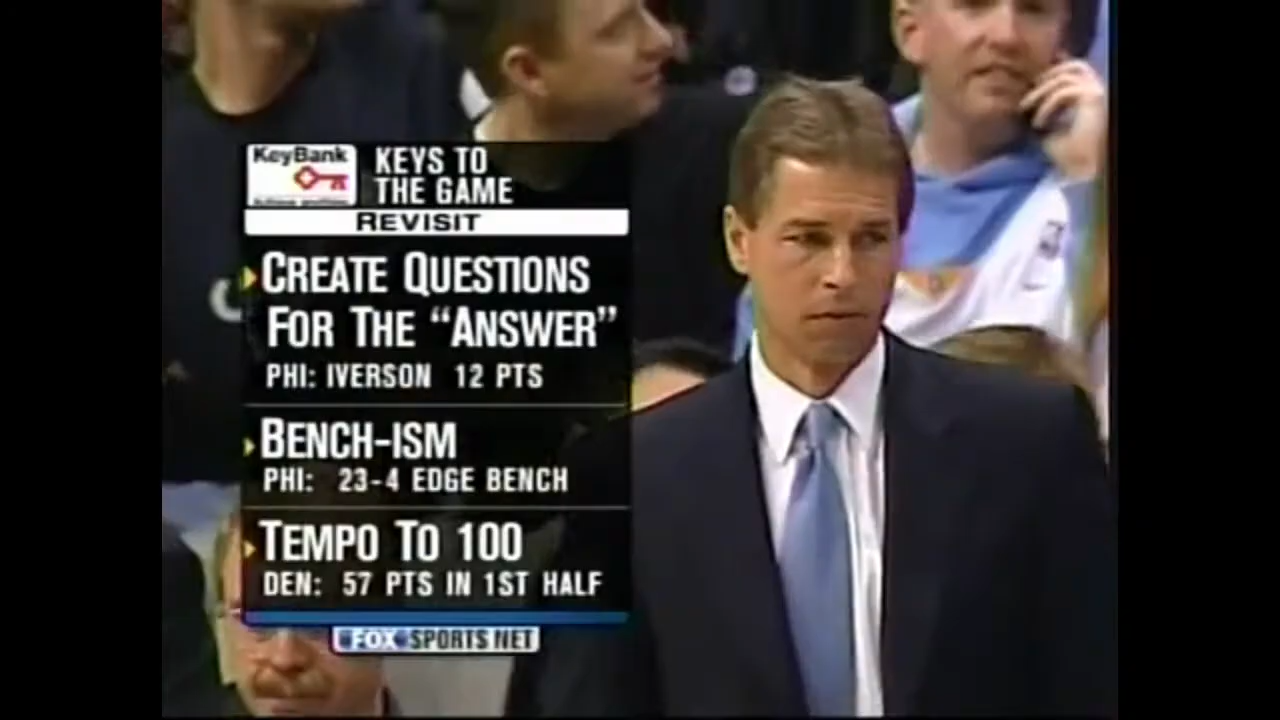 KeyBank
KEYS TO
THE GAME
REVISIT
CREATE QUESTIONS
FOR THE “ANSWER”
PHI: IVERSON 12 PTS
BENCH-ISM
PHI: 23-4 EDGE BENCH
TEMPO TO 100
DEN: 57 PTS IN 1ST HALF
FOX SPORTS NET